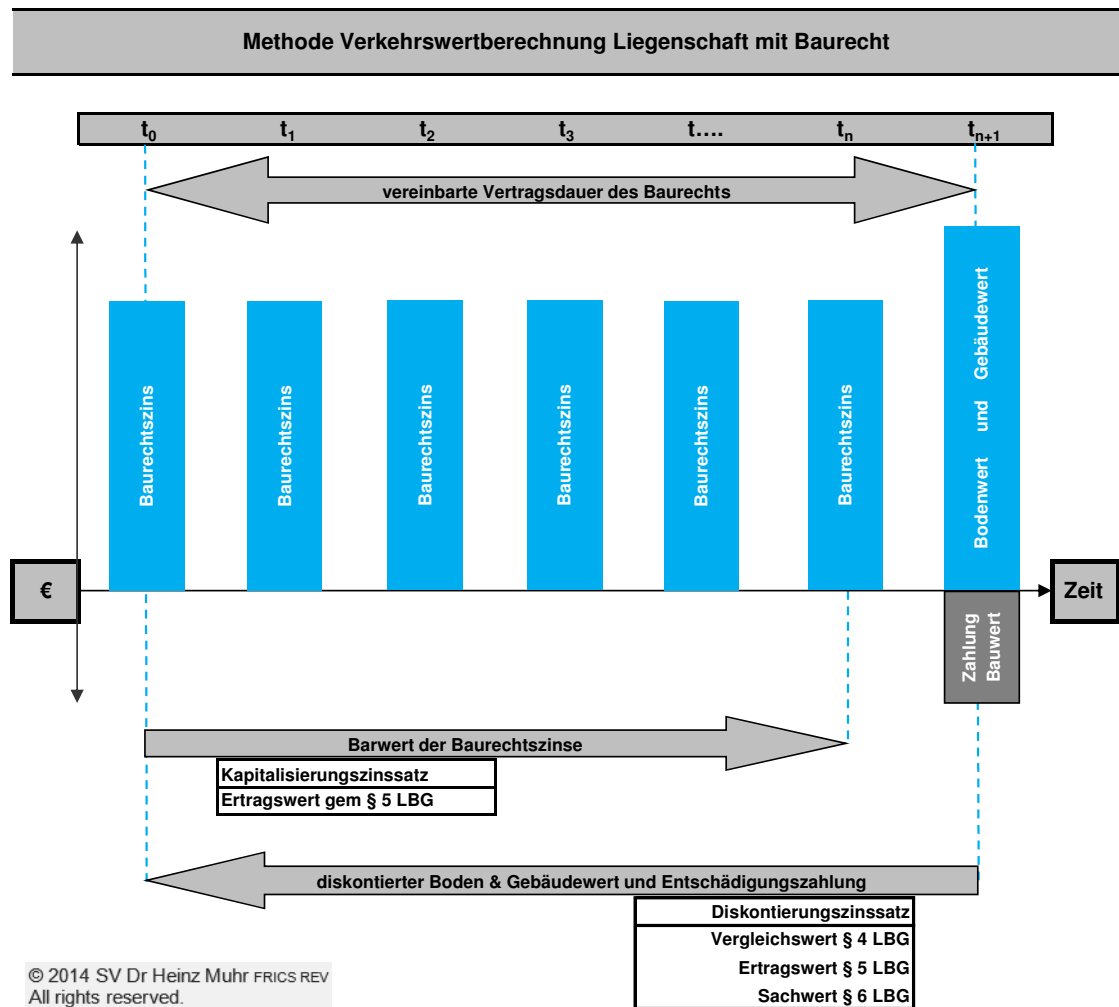 Methode Verkehrswertberechnung Liegenschaft mit Baurecht
t0 t1 t2 t3 t.... tn tn+1
vereinbarte Vertragsdauer des Baurechts
Baurechtszins
Baurechtszins
Baurechtszins
Baurechtszins
Baurechtszins
Baurechtszins
Bodenwert und Gebäudewert
€
Zeit
Zahlung
Bauwert
Barwert der Baurechtszinse
Kapitalisierungszinssatz
Ertragswert gem § 5 LBG
diskontierter Boden & Gebäudewert und Entschädigungszahlung
Diskontierungszinssatz
Vergleichswert § 4 LBG
Ertragswert § 5 LBG
Sachwert § 6 LBG
© 2014 SV Dr Heinz Muhr FRICS REV
All rights reserved.